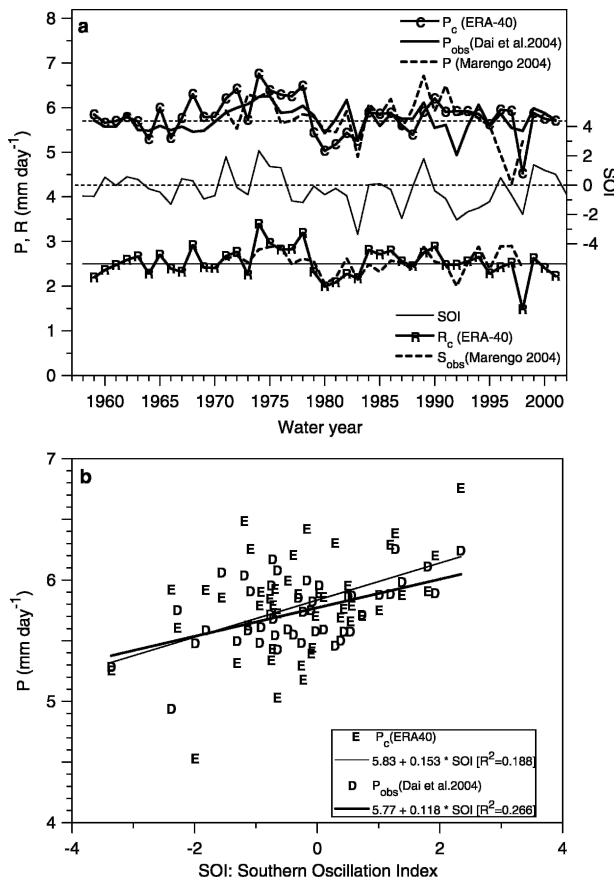 a
P_c (ERA-40)
P_obs(Dai et al.2004)
P (Marengo 2004)
8
7
6
5
4
3
2
1
0
P, R (mm day^-1)
4
2
0
-2
-4
SOI
SOI
R_c (ERA-40)
S_obs(Marengo 2004)
1960 1965 1970 1975 1980 1985 1990 1995 2000
Water year
b
7
6
5
4
P (mm day^-1)
E P_c(ERA40)
5.83 + 0.153 * SOI [R^2=0.188]
D P_obs(Dai et al.2004)
5.77 + 0.118 * SOI [R^2=0.266]
-4 -2 0 2 4
SOI: Southern Oscillation Index